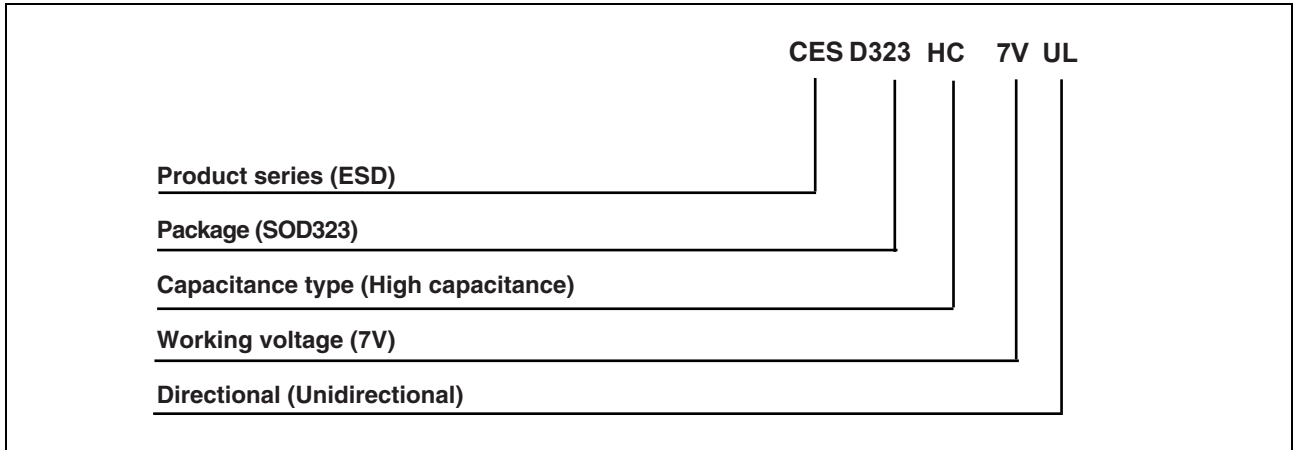 CES D323 HC 7V UL
Product series (ESD)
Package (SOD323)
Capacitance type (High capacitance)
Working voltage (7V)
Directional (Unidirectional)